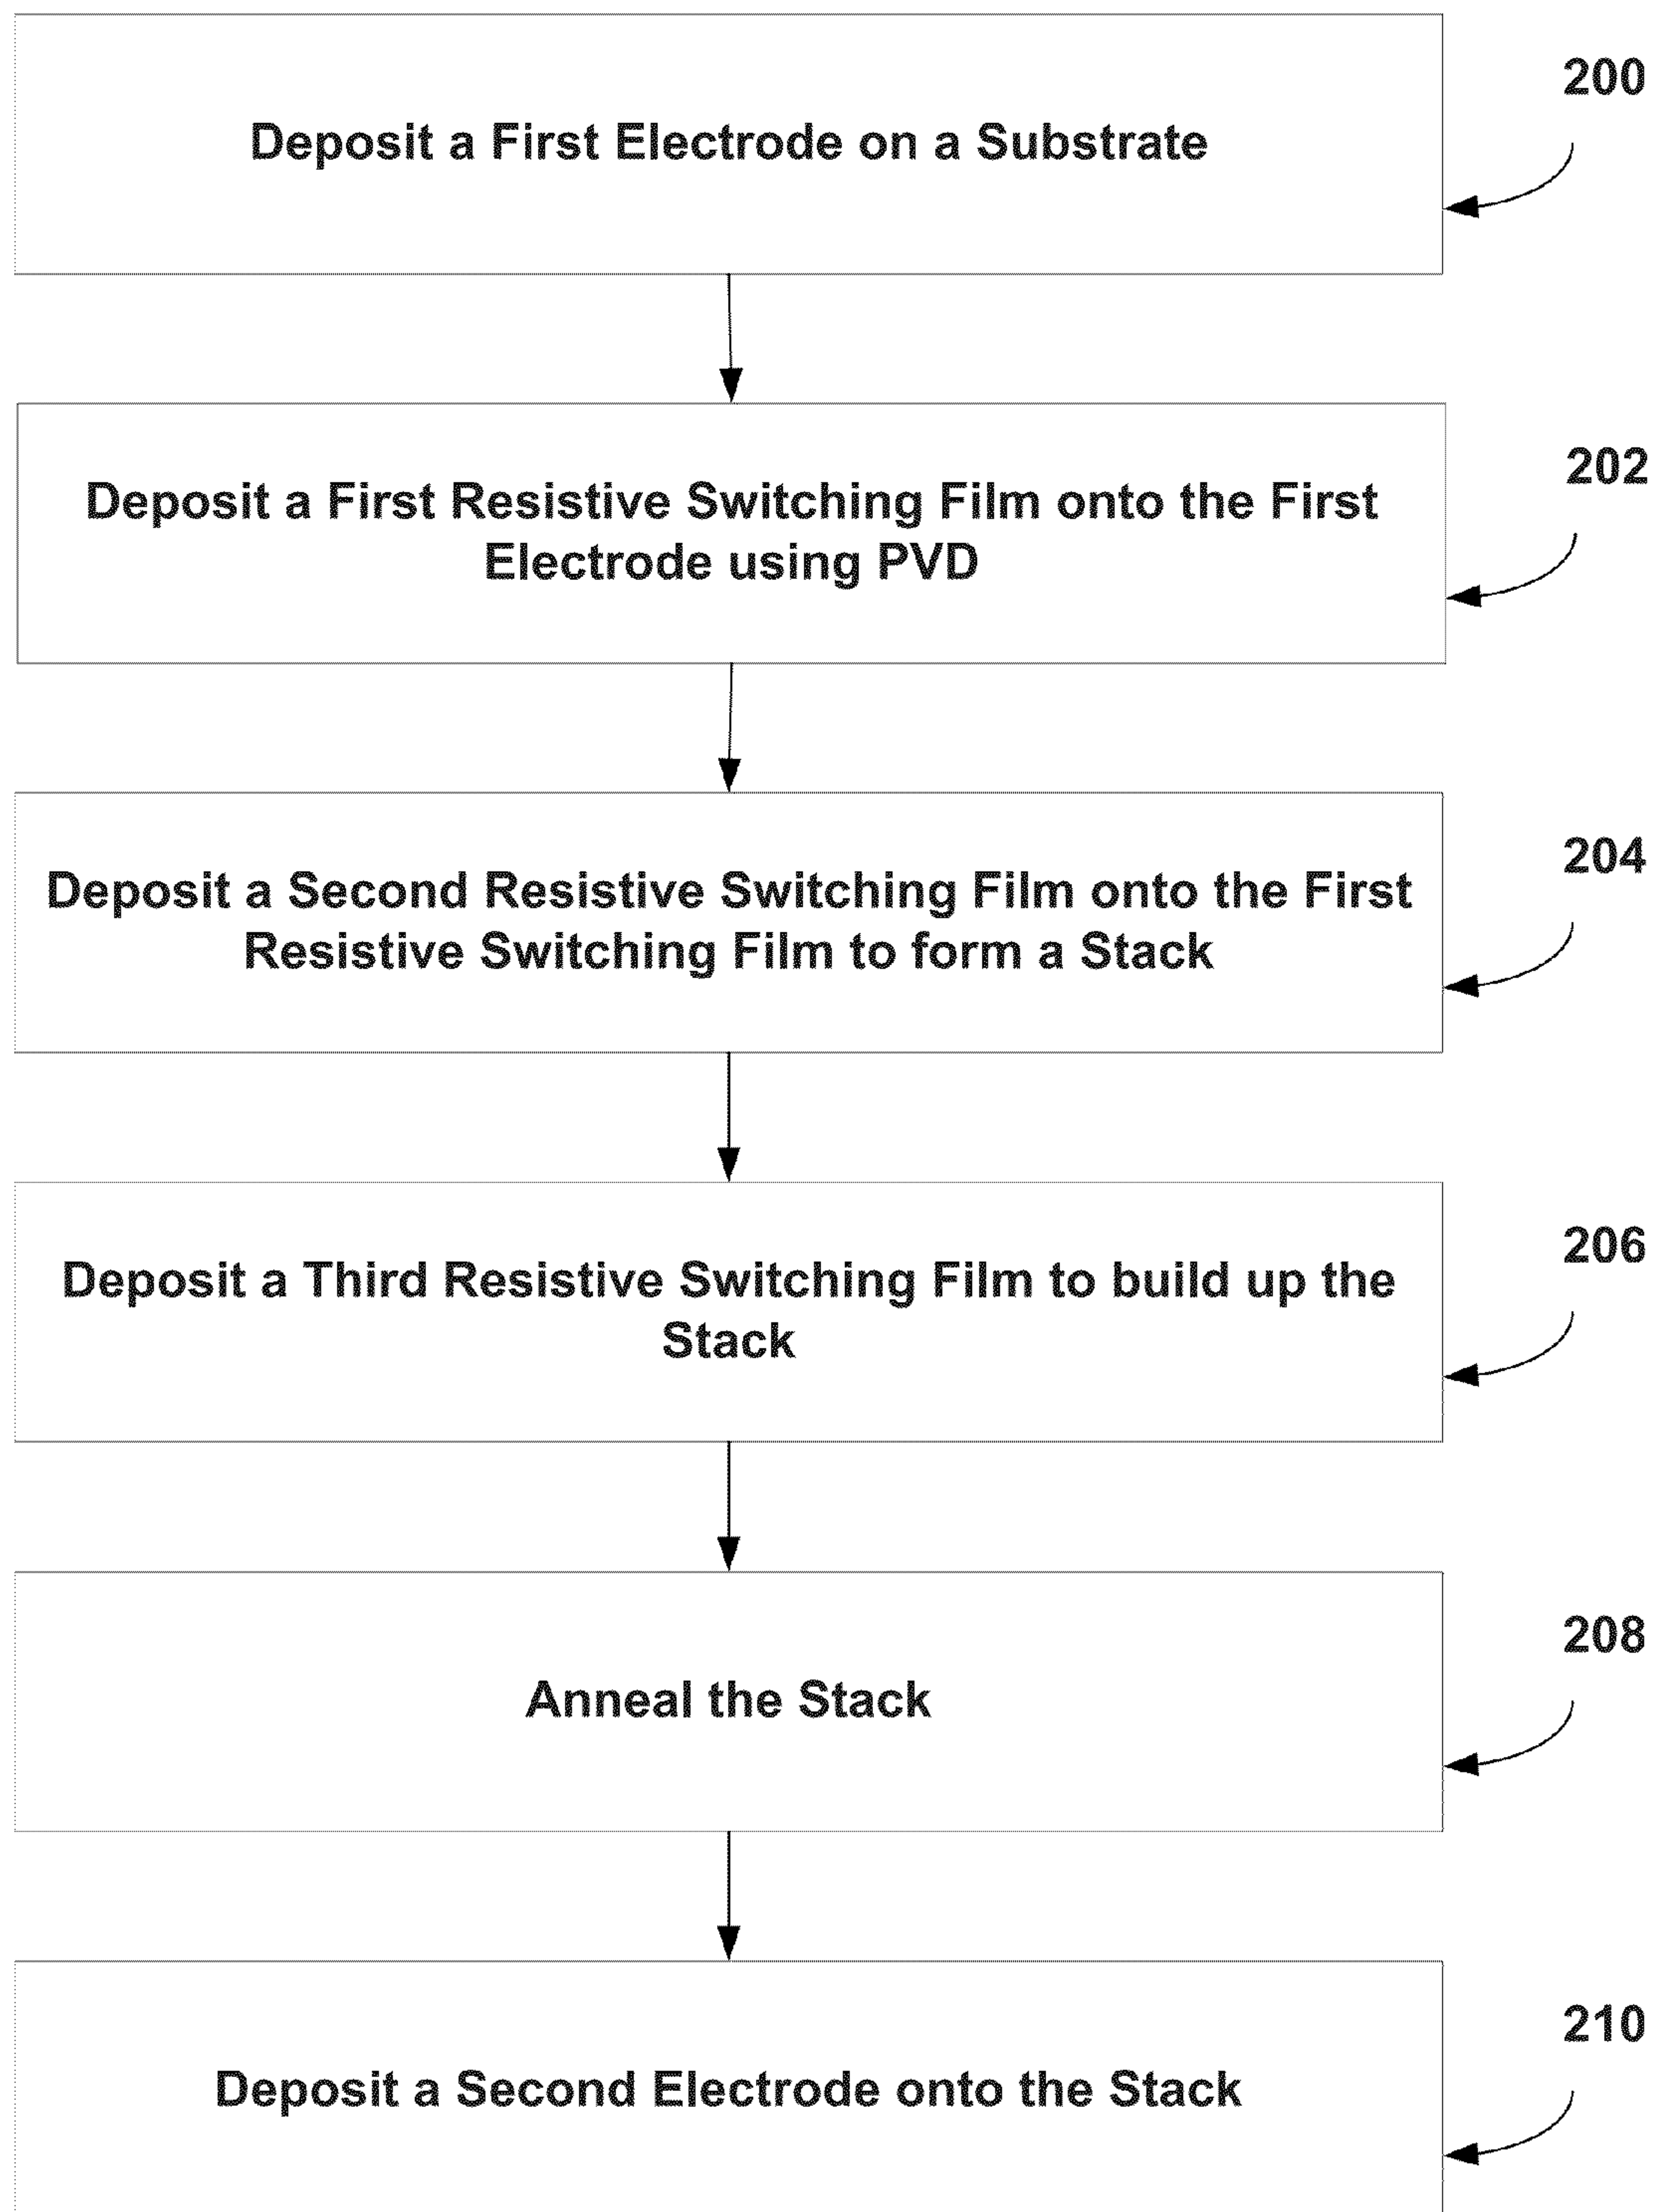 Deposit a First Electrode on a Substrate
200
Deposit a First Resistive Switching Film onto the First
Electrode using PVD
202
Deposit a Second Resistive Switching Film onto the First
Resistive Switching Film to form a Stack
204
Deposit a Third Resistive Switching Film to build up the
Stack
206
Anneal the Stack
208
Deposit a Second Electrode onto the Stack
210